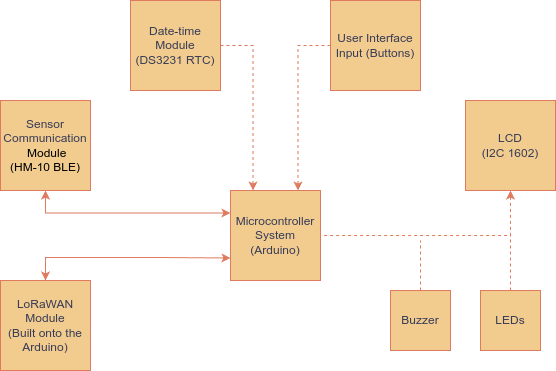 Date-time
Module
(DS3231 RTC)
User Interface
Input (Buttons)
Sensor
Communication
Module
(HM-10 BLE)
LCD
(I2C 1602)
Microcontroller
System
(Arduino)
LoRaWAN
Module
(Built onto the
Arduino)
Buzzer
LEDs